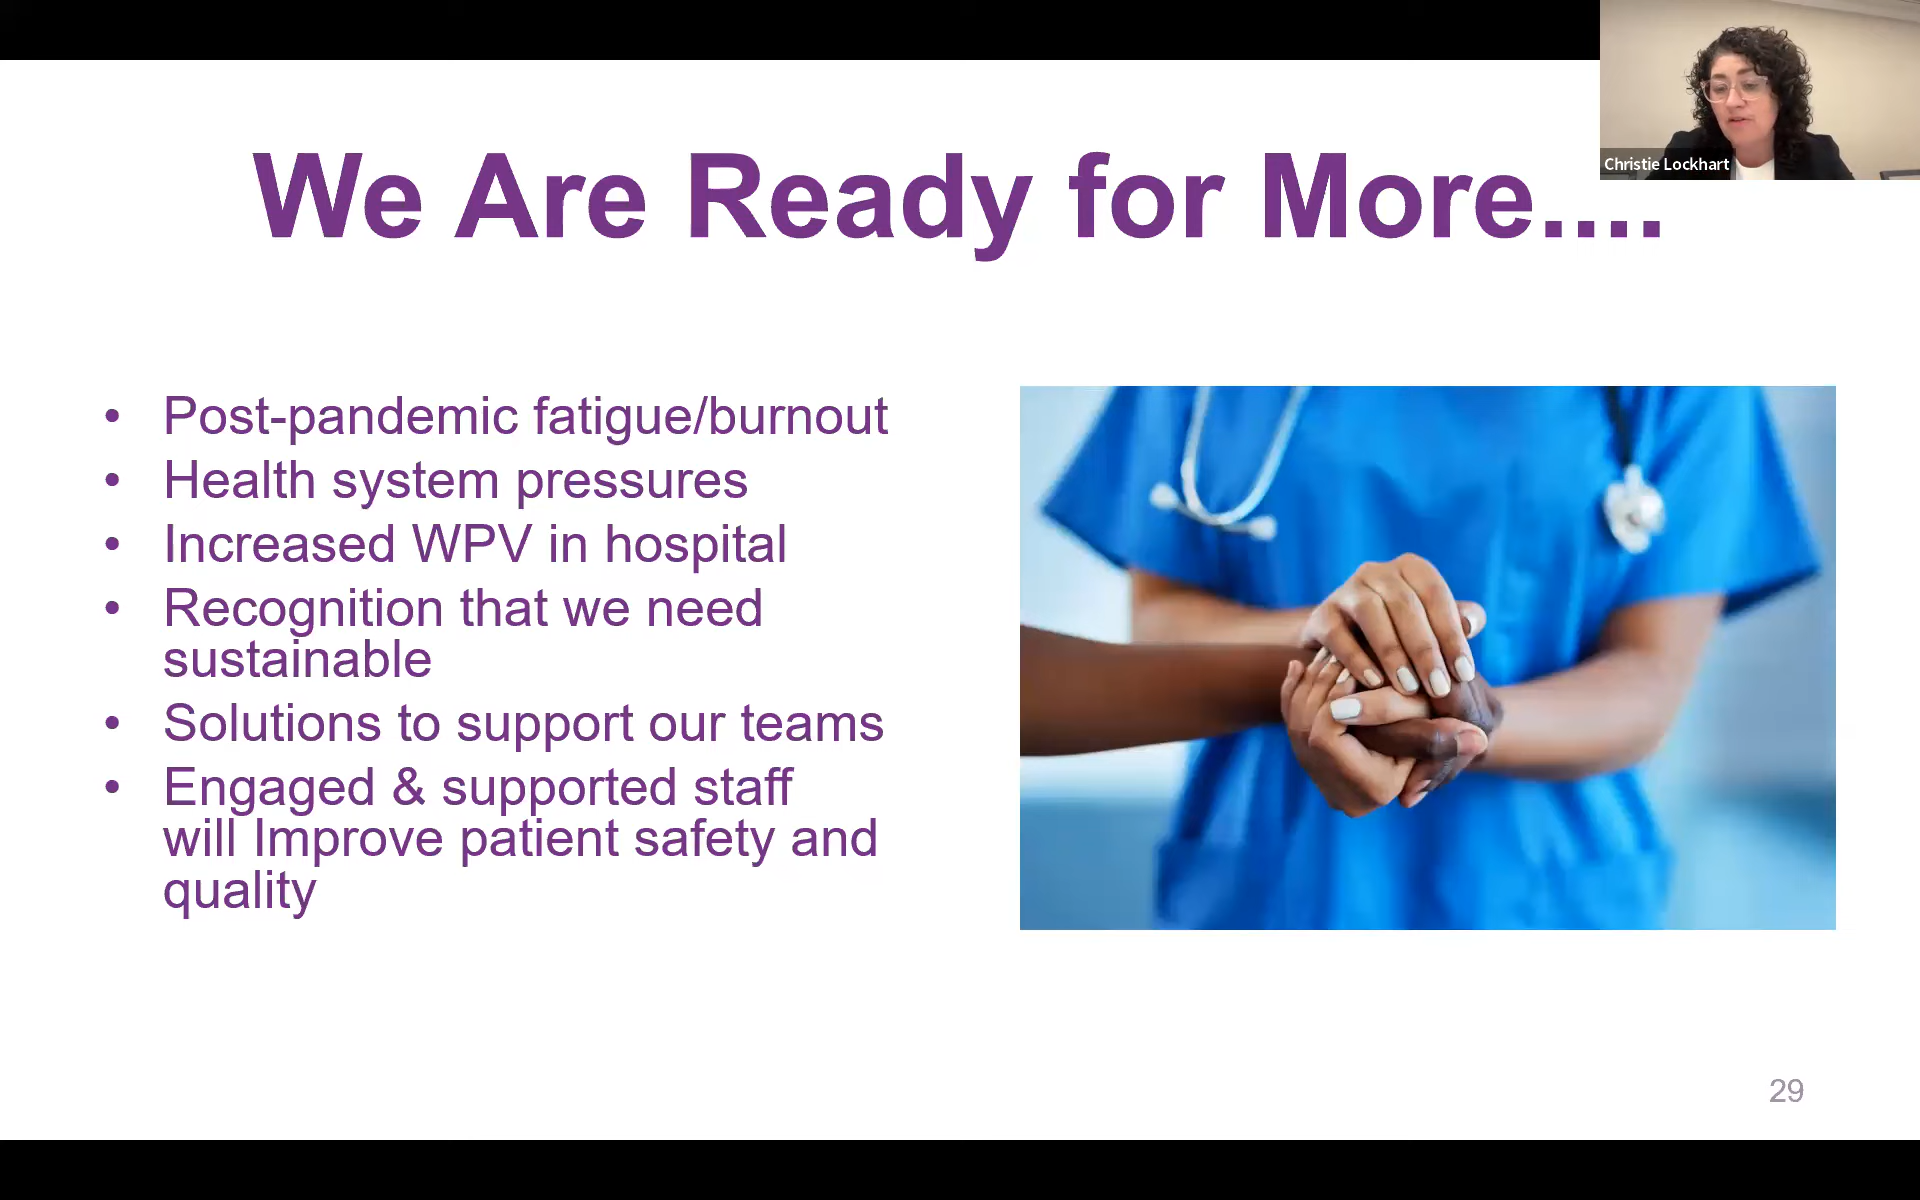 We Are Ready for More....
Christie Lockhart
• Post-pandemic fatigue/burnout
• Health system pressures
• Increased WPV in hospital
• Recognition that we need
sustainable
• Solutions to support our teams
• Engaged & supported staff
will Improve patient safety and
quality
29